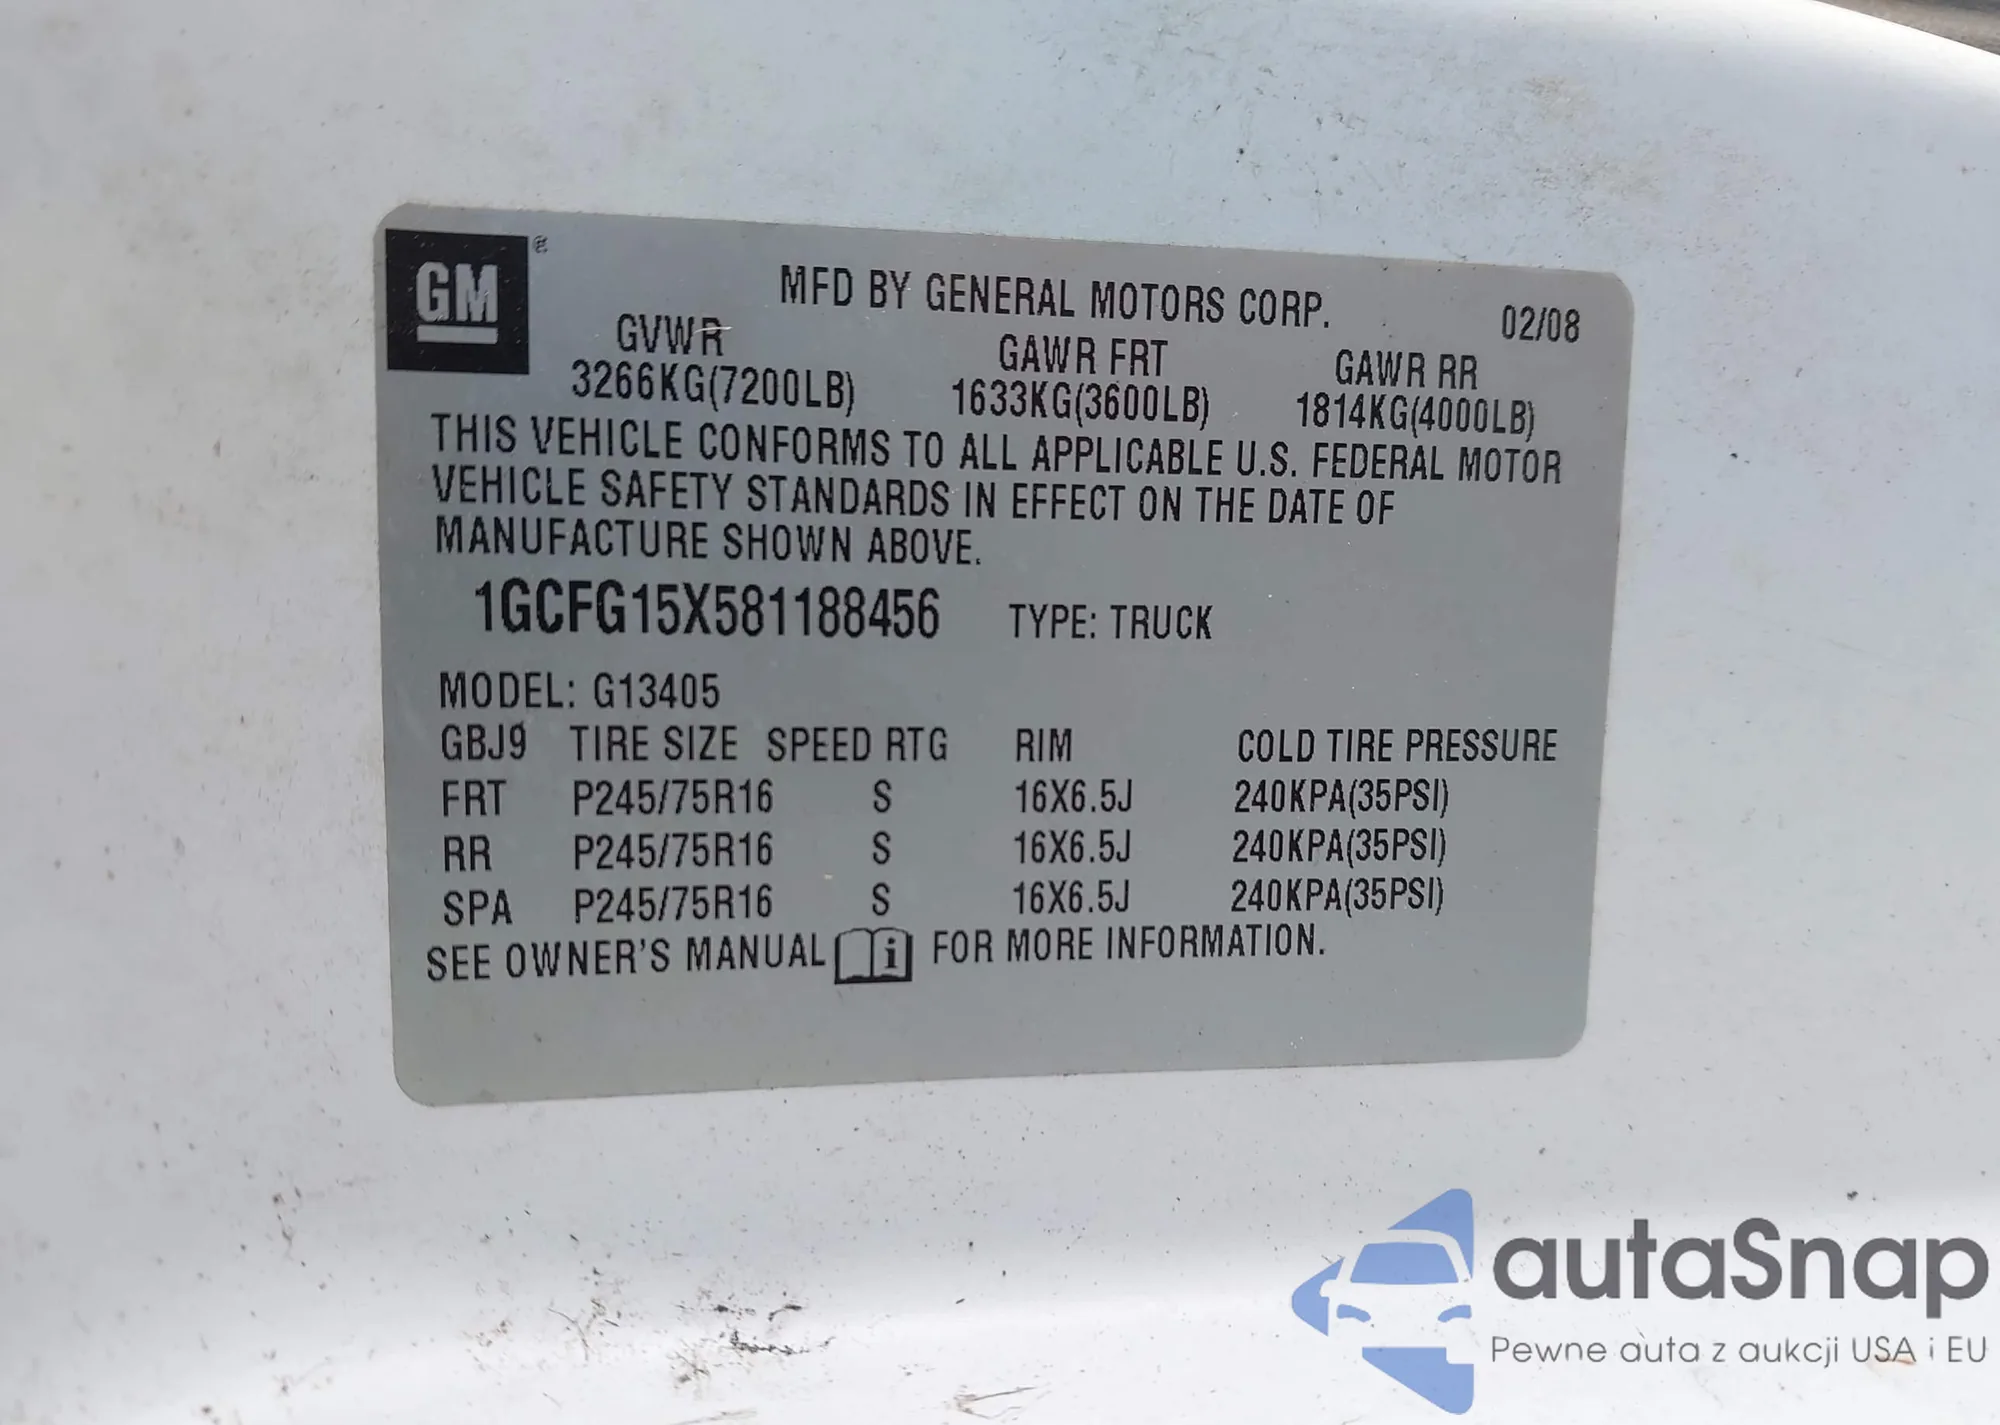 GM ®
MFD BY GENERAL MOTORS CORP.
02/08
GVWR GAWR FRT GAWR RR
3266KG(7200LB) 1633KG(3600LB) 1814KG(4000LB)
THIS VEHICLE CONFORMS TO ALL APPLICABLE U.S. FEDERAL MOTOR
VEHICLE SAFETY STANDARDS IN EFFECT ON THE DATE OF
MANUFACTURE SHOWN ABOVE.
1GCFG15X581188456 TYPE: TRUCK
MODEL: G13405
GBJ9 TIRE SIZE SPEED RTG RIM COLD TIRE PRESSURE
FRT P245/75R16 S 16X6.5J 240KPA(35PSI)
RR P245/75R16 S 16X6.5J 240KPA(35PSI)
SPA P245/75R16 S 16X6.5J 240KPA(35PSI)
SEE OWNER'S MANUAL i FOR MORE INFORMATION.
autaSnap
Pewne auta z aukcji USA i EU